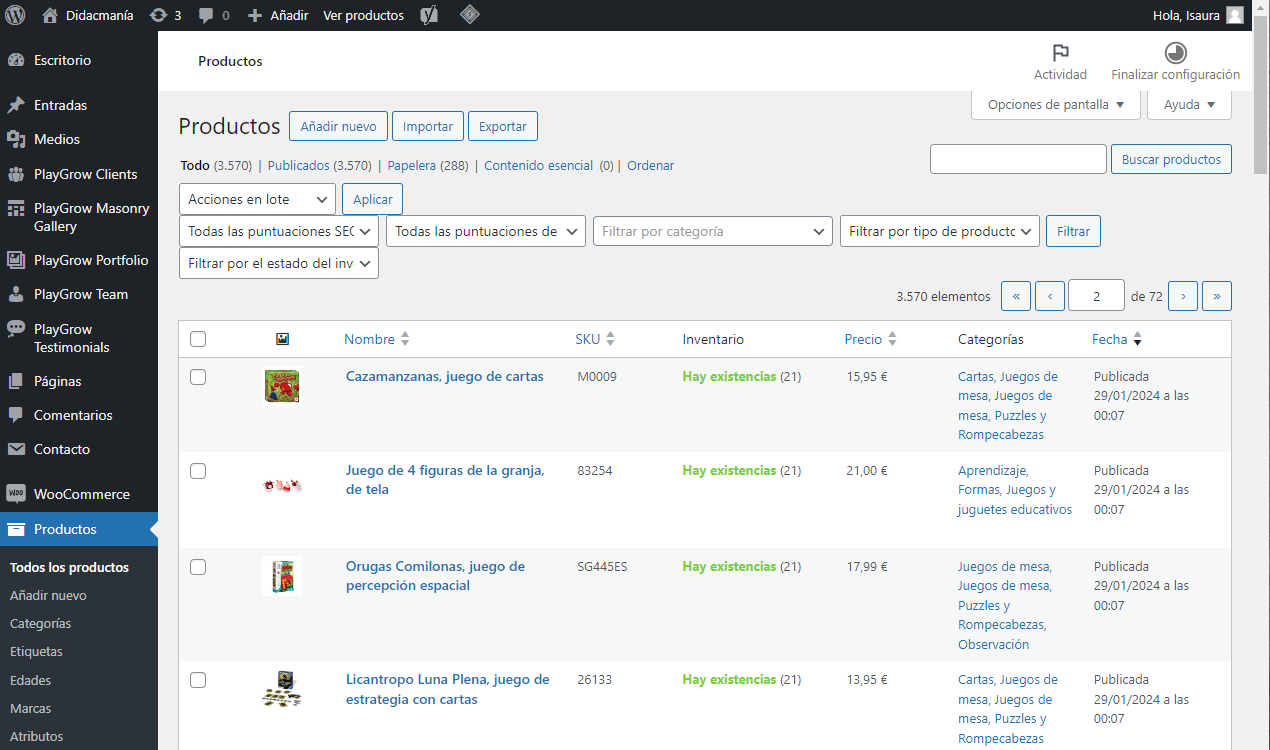 Didacmanía 3 0 Añadir Ver productos Hola, Isaura
Escritorio
Entradas
Medios
PlayGrow Clients
PlayGrow Masonry
Gallery
PlayGrow Portfolio
PlayGrow Team
PlayGrow
Testimonials
Páginas
Comentarios
Contacto
WooCommerce
Productos
Todos los productos
Añadir nuevo
Categorías
Etiquetas
Edades
Marcas
Atributos
Productos
Actividad
Finalizar configuración
Opciones de pantalla
Ayuda
Productos Añadir nuevo Importar Exportar
Todo (3.570) | Publicados (3.570) | Papelera (288) | Contenido esencial (0) | Ordenar
Buscar productos
Acciones en lote Aplicar
Todas las puntuaciones SEO Todas las puntuaciones de Filtrar por categoría Filtrar por tipo de producto Filtrar
Filtrar por el estado del inv
3.570 elementos « ‹ 2 de 72 › »
Nombre SKU Inventario Precio Categorías Fecha
Cazamanzanas, juego de cartas
M0009
Hay existencias (21)
15,95 €
Cartas, Juegos de
mesa, Juegos de
mesa, Puzzles y
Rompecabezas
Publicada
29/01/2024 a las
00:07
Juego de 4 figuras de la granja,
de tela
83254
Hay existencias (21)
21,00 €
Aprendizaje,
Formas, Juegos y
juguetes educativos
Publicada
29/01/2024 a las
00:07
Orugas Comilonas, juego de
percepción espacial
SG445ES
Hay existencias (21)
17,99 €
Juegos de mesa,
Juegos de mesa,
Puzzles y
Rompecabezas,
Observación
Publicada
29/01/2024 a las
00:07
Licantropo Luna Plena, juego de
estrategia con cartas
26133
Hay existencias (21)
13,95 €
Cartas, Juegos de
mesa, Juegos de
mesa, Puzzles y
Rompecabezas
Publicada
29/01/2024 a las
00:07